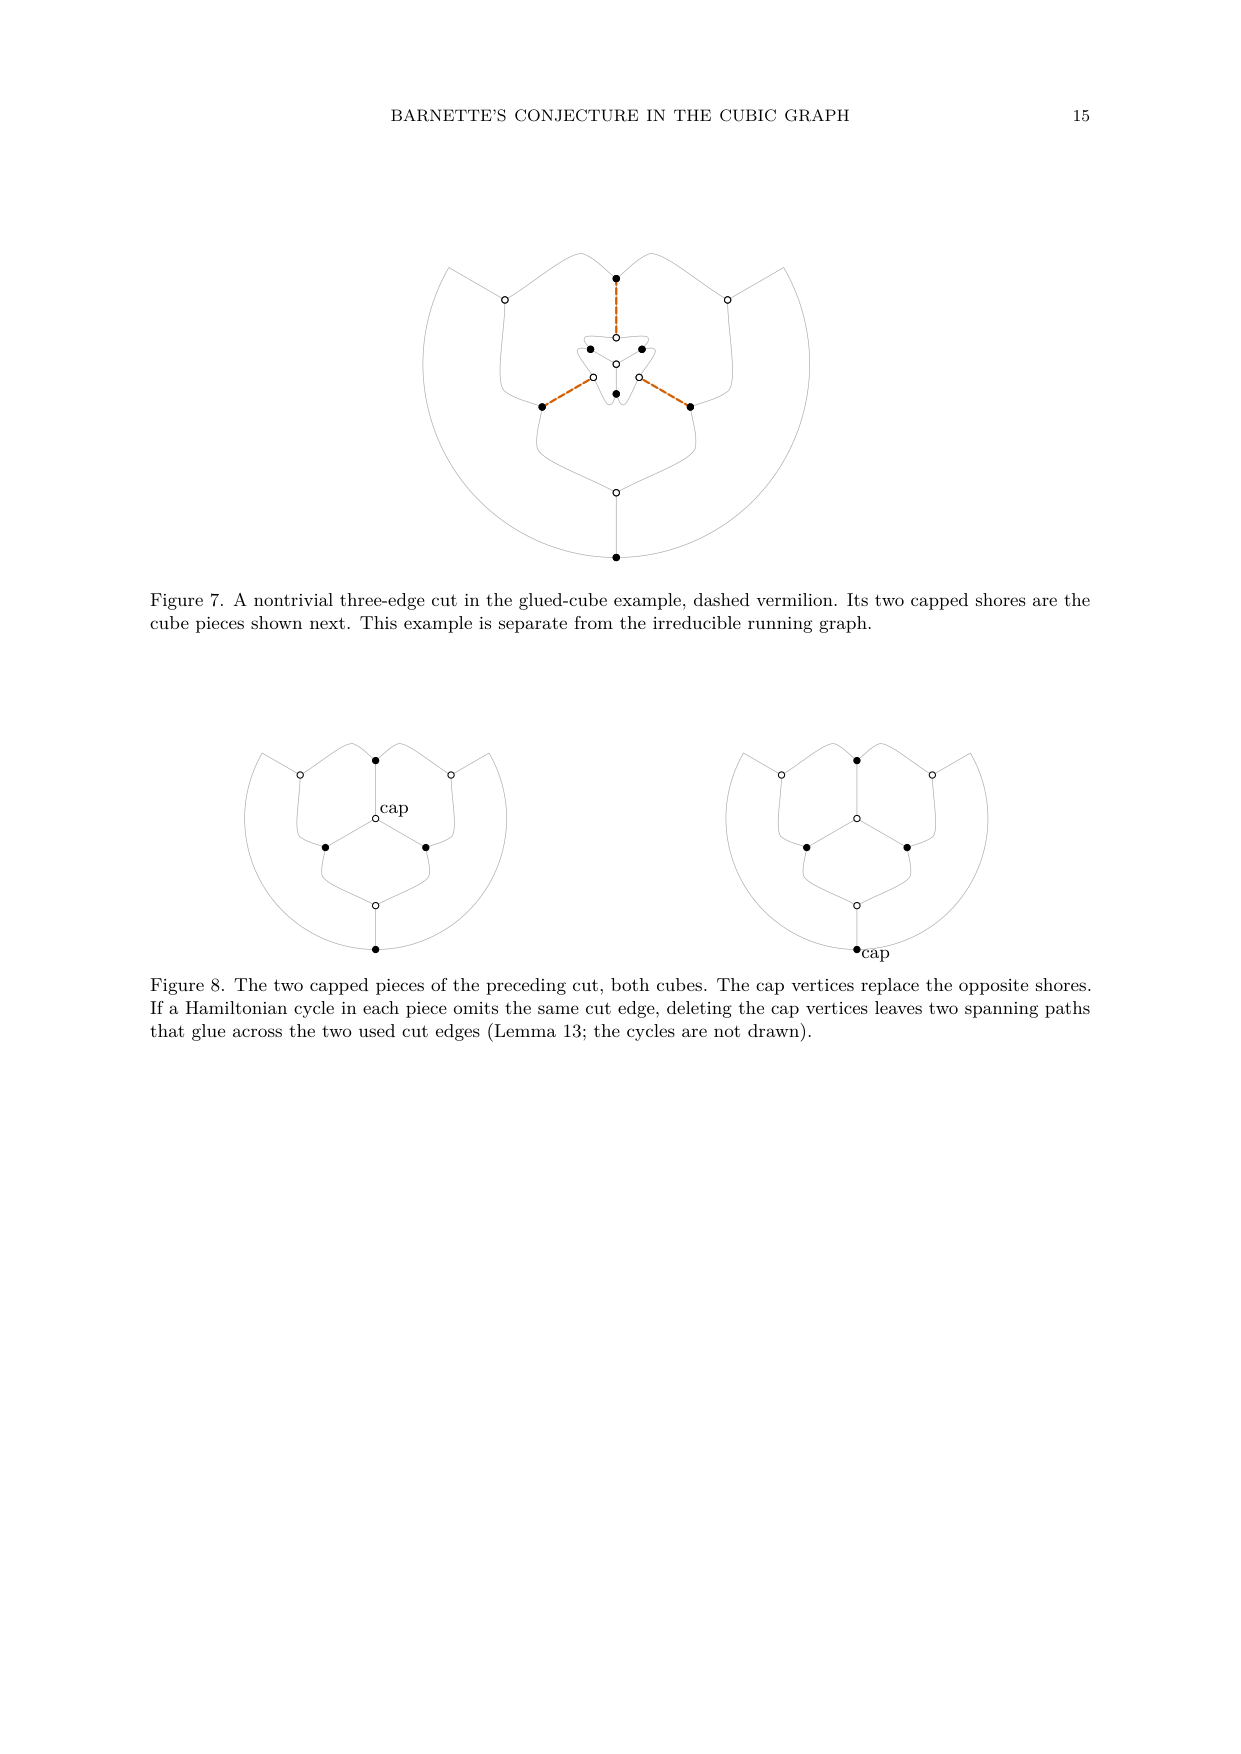 BARNETTE'S CONJECTURE IN THE CUBIC GRAPH 15
Figure 7. A nontrivial three-edge cut in the glued-cube example, dashed vermilion. Its two capped shores are the
cube pieces shown next. This example is separate from the irreducible running graph.
cap
cap
Figure 8. The two capped pieces of the preceding cut, both cubes. The cap vertices replace the opposite shores.
If a Hamiltonian cycle in each piece omits the same cut edge, deleting the cap vertices leaves two spanning paths
that glue across the two used cut edges (Lemma 13; the cycles are not drawn).